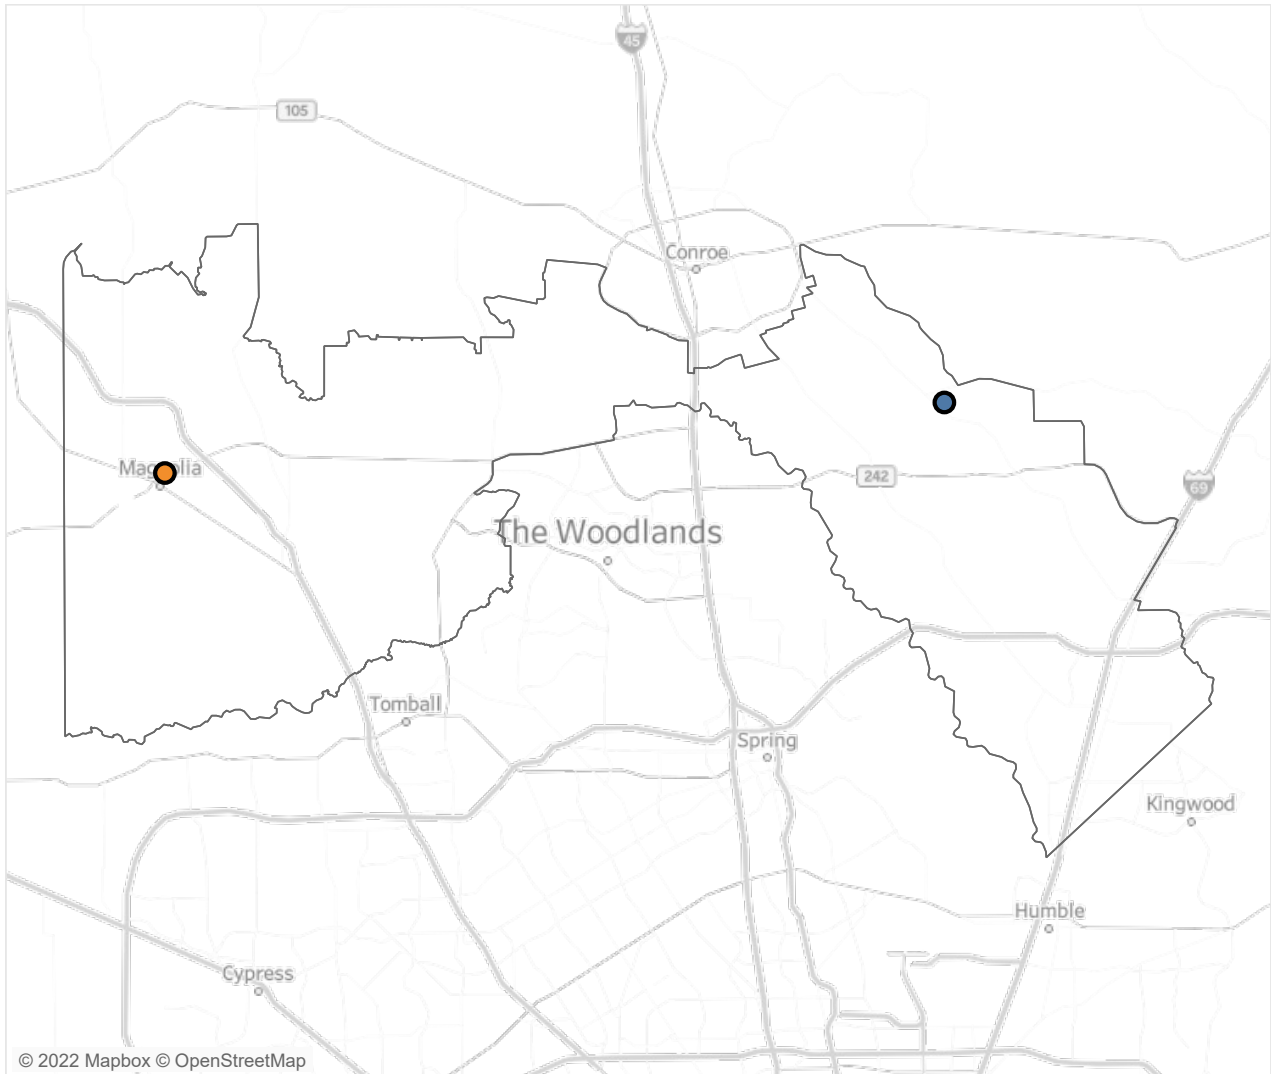 45
105
Conroe
Magnolia
242
69
The Woodlands
Tomball
Spring
Kingwood
Humble
Cypress
© 2022 Mapbox © OpenStreetMap